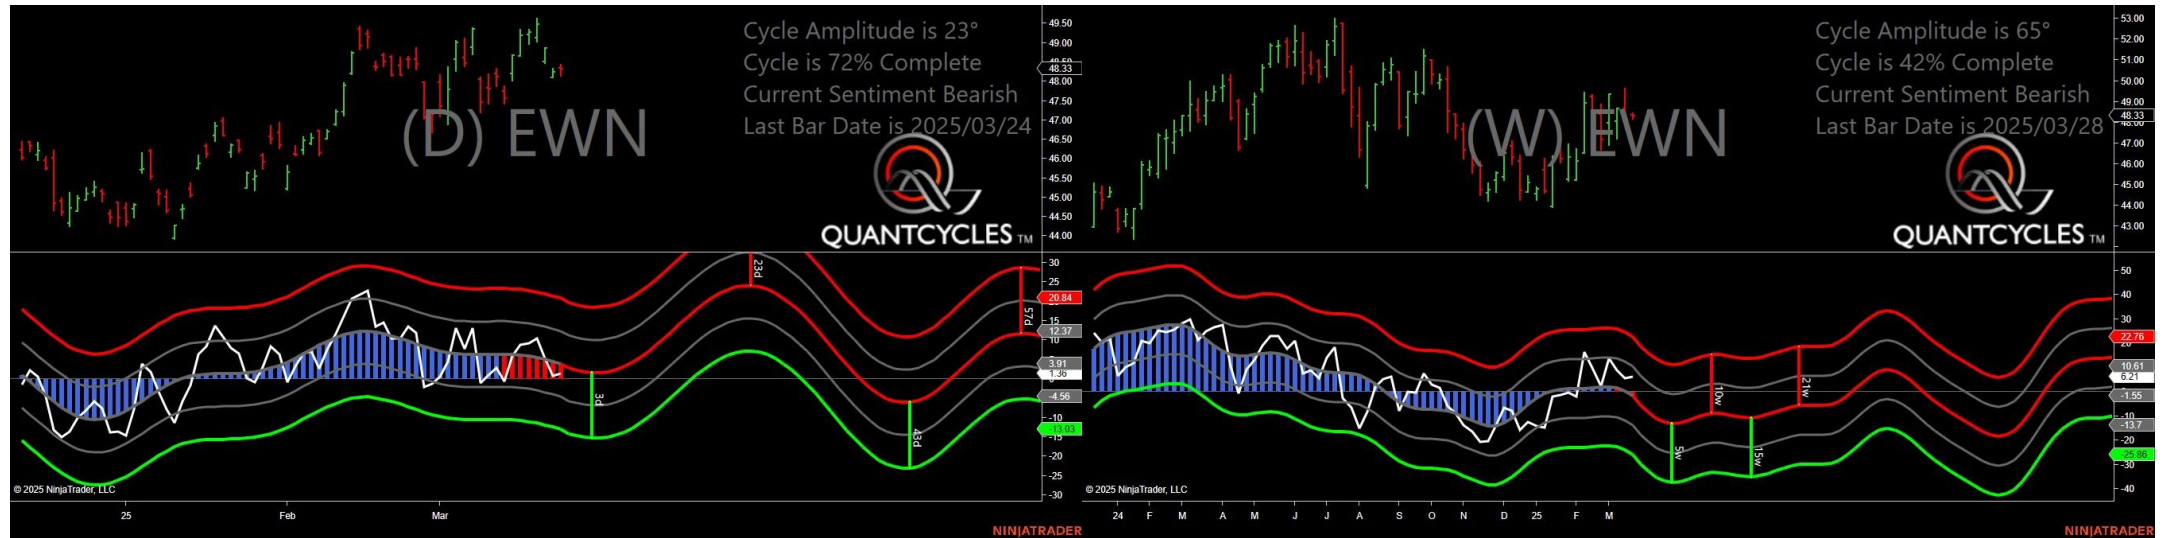 Cycle Amplitude is 23°
Cycle is 72% Complete
Current Sentiment Bearish
Last Bar Date is 2025/03/24
(D) EWN
QUANTCYCLES TM
49.50
49.00
48.33
48.00
47.50
47.00
46.50
46.00
45.50
45.00
44.50
44.00
30
25
20.84
15
12.37
10
3.91
1.36
-4.56
-10
-13.03
-15
-20
-25
-30
23d
57d
3d
43d
© 2025 NinjaTrader, LLC
25 Feb Mar
NINJATRADER
Cycle Amplitude is 65°
Cycle is 42% Complete
Current Sentiment Bearish
Last Bar Date is 2025/03/28
(W) EWN
QUANTCYCLES TM
53.00
52.00
51.00
50.00
49.00
48.33
47.00
46.00
45.00
44.00
43.00
50
40
30
22.76
10.61
6.21
-1.55
-10
-13.7
-20
-25.86
-30
-40
10w
21w
5w
15w
© 2025 NinjaTrader, LLC
24 F M A M J J A S O N D 25 F M
NINJATRADER